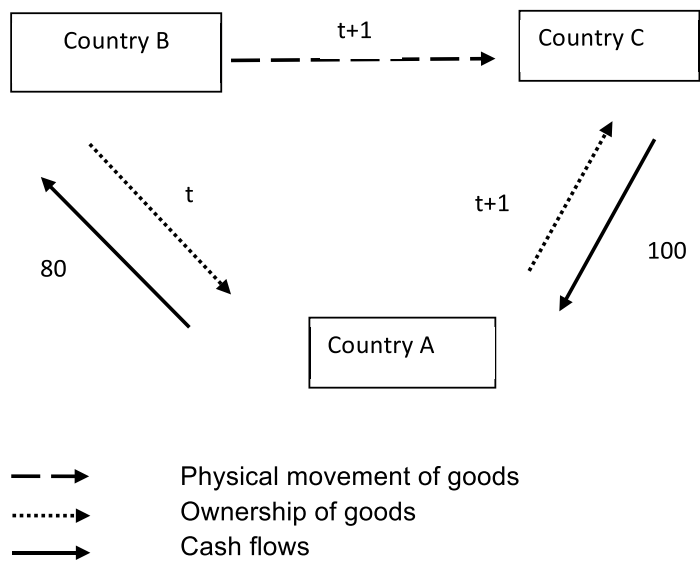 t+1
Country B
Country C
t
t+1
80
100
Country A
Physical movement of goods
Ownership of goods
Cash flows